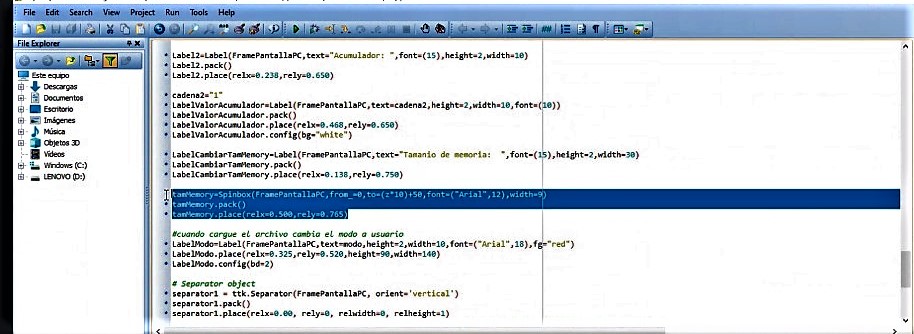 File Edit Search View Project Run Tools Help
File Explorer
Este equipo
Descargas
Documentos
Escritorio
Imágenes
Música
Objetos 3D
Vídeos
Windows (C:)
LENOVO (D:)
Label2=Label(FramePantallaPC,text="Acumulador: ",font=(15),height=2,width=10)
Label2.pack()
Label2.place(relx=0.238,rely=0.650)
cadena2="1"
LabelValorAcumulador=Label(FramePantallaPC,text=cadena2,height=2,width=10,font=(10))
LabelValorAcumulador.pack()
LabelValorAcumulador.place(relx=0.468,rely=0.650)
LabelValorAcumulador.config(bg="white")
LabelCambiarTamMemory=Label(FramePantallaPC,text="Tamanio de memoria:  ",font=(15),height=2,width=30)
LabelCambiarTamMemory.pack()
LabelCambiarTamMemory.place(relx=0.138,rely=0.750)
tamMemory=Spinbox(FramePantallaPC,from_=0,to=(z*10)+50,font=("Arial",12),width=9)
tamMemory.pack()
tamMemory.place(relx=0.500,rely=0.765)
#cuando cargue el archivo cambia el modo a usuario
LabelModo=Label(FramePantallaPC,text=modo,height=2,width=10,font=("Arial",18),fg="red")
LabelModo.place(relx=0.325,rely=0.520,height=90,width=140)
LabelModo.config(bd=2)
# Separator object
separator1 = ttk.Separator(FramePantallaPC, orient='vertical')
separator1.pack()
separator1.place(relx=0.00, rely=0, relwidth=0, relheight=1)